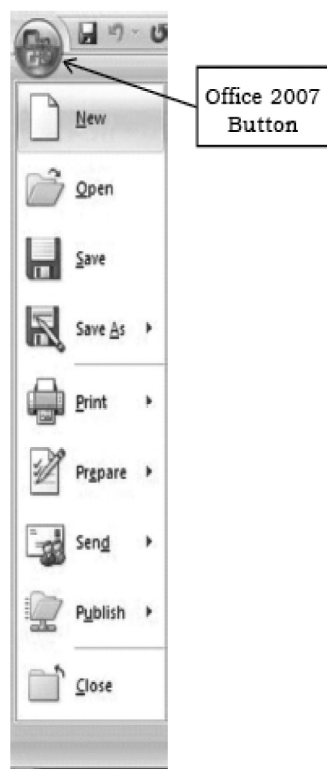 Office 2007
Button
New
Open
Save
Save As
Print
Prepare
Send
Publish
Close